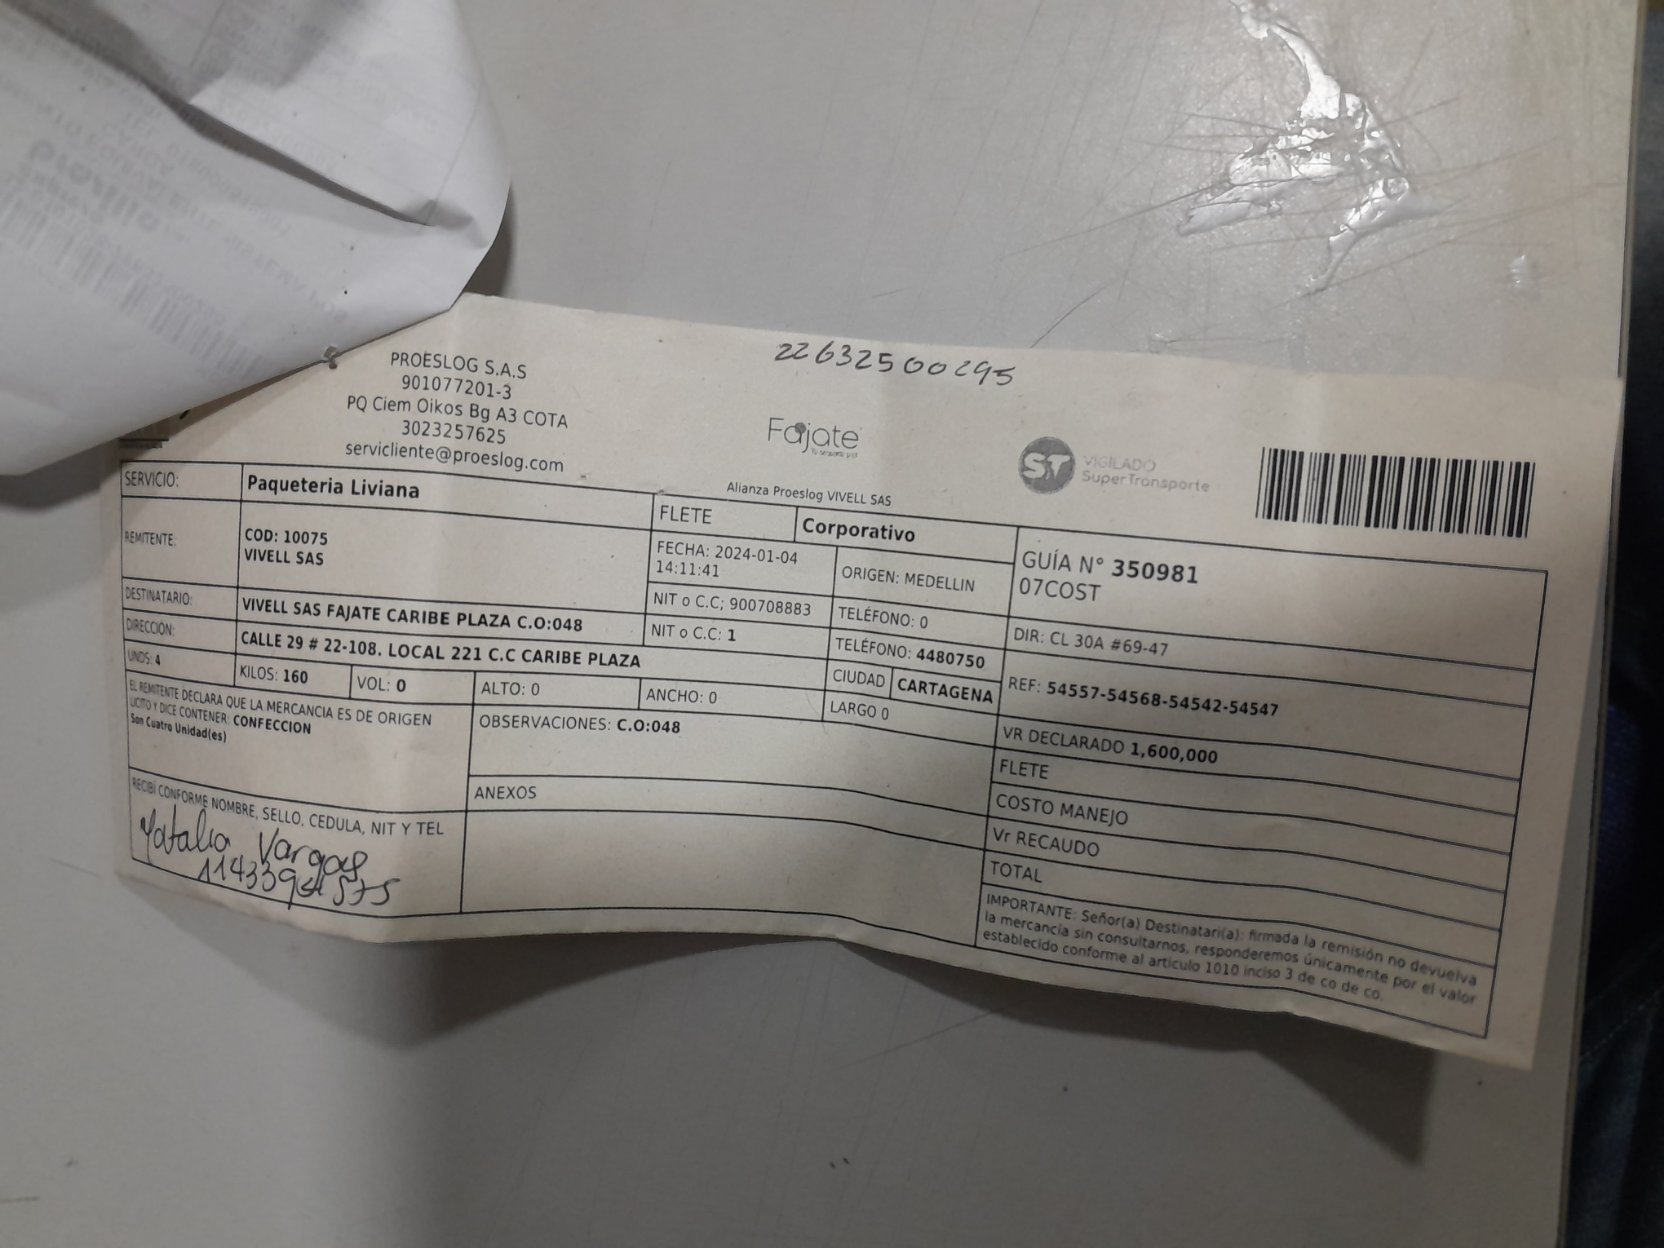 22632500295
PROESLOG S.A.S
901077201-3
PQ Ciem Oikos Bg A3 COTA
3023257625
servicliente@proeslog.com
Fajate
Alianza Proeslog VIVELL SAS
ST VIGILADO
SuperTransporte
SERVICIO: Paqueteria Liviana
FLETE Corporativo
REMITENTE: COD: 10075
VIVELL SAS
FECHA: 2024-01-04
14:11:41
ORIGEN: MEDELLIN
GUÍA N° 350981
07COST
NIT o C.C; 900708883
TELÉFONO: 0
DIR: CL 30A #69-47
DESTINATARIO: VIVELL SAS FAJATE CARIBE PLAZA C.O:048
NIT o C.C: 1
TELÉFONO: 4480750
REF: 54557-54568-54542-54547
DIRECCIÓN: CALLE 29 # 22-108. LOCAL 221 C.C CARIBE PLAZA
CIUDAD CARTAGENA
UNDS: 4 KILOS: 160 VOL: 0 ALTO: 0 ANCHO: 0 LARGO 0
VR DECLARADO 1,600,000
EL REMITENTE DECLARA QUE LA MERCANCIA ES DE ORIGEN
LICITO Y DICE CONTENER: CONFECCION
Son Cuatro Unidad(es)
OBSERVACIONES: C.O:048
FLETE
ANEXOS
COSTO MANEJO
Vr RECAUDO
TOTAL
RECIBÍ CONFORME NOMBRE, SELLO, CEDULA, NIT Y TEL
Natalia Vargas
IMPORTANTE: Señor(a) Destinatari(a): firmada la remisión no devuelva
la mercancía sin consultarnos, responderemos únicamente por el valor
establecido conforme al articulo 1010 inciso 3 de co de co.